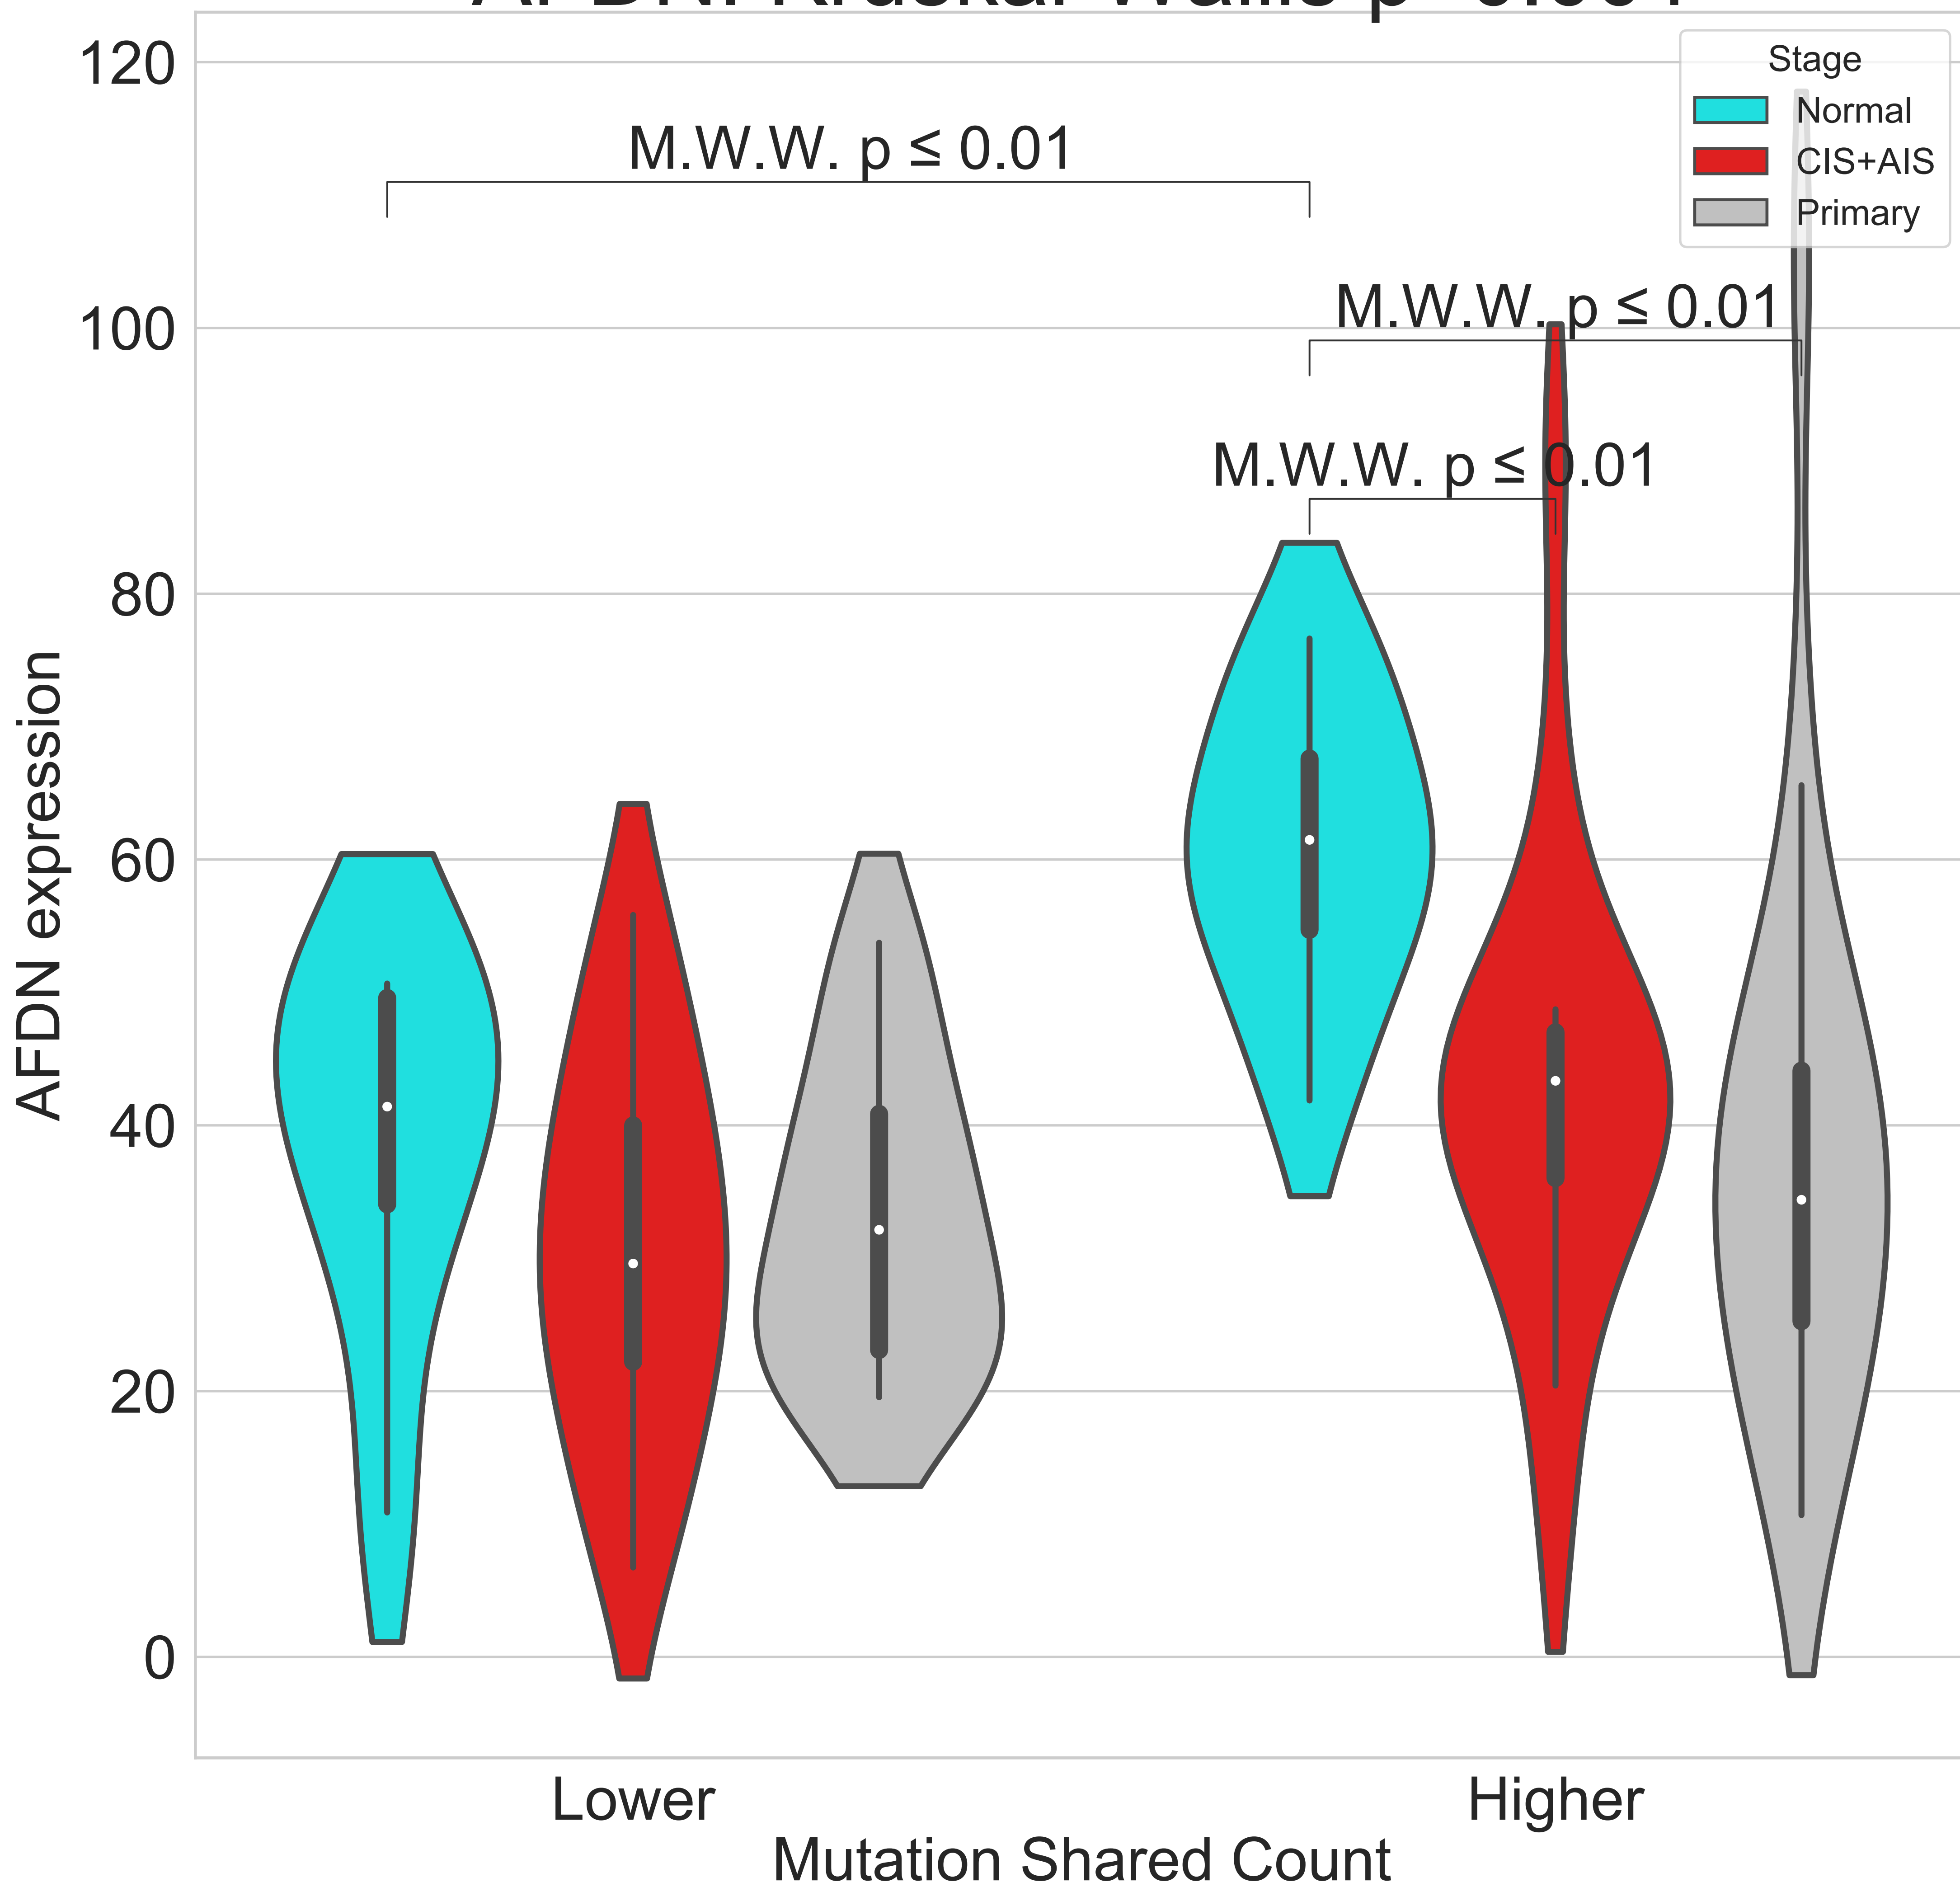 120
100
80
60
40
20
0
AFDN expression
M.W.W. p ≤ 0.01
M.W.W. p ≤ 0.01
M.W.W. p ≤ 0.01
Stage
Normal
CIS+AIS
Primary
Lower
Higher
Mutation Shared Count